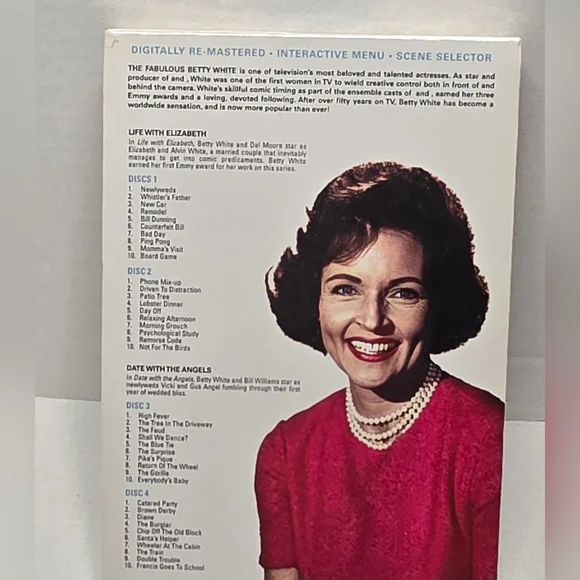 DIGITALLY RE-MASTERED • INTERACTIVE MENU • SCENE SELECTOR
THE FABULOUS BETTY WHITE is one of television's most beloved and talented actresses. As star and
producer of and , White was one of the first women in TV to wield creative control both in front of and
behind the camera. White's skillful comic timing as part of the ensemble casts of and , earned her three
Emmy awards and a loving, devoted following. After over fifty years on TV, Betty White has become a
worldwide sensation, and is now more popular than ever!
LIFE WITH ELIZABETH
In Life with Elizabeth, Betty White and Del Moore star as
Elizabeth and Alvin White, a married couple that inevitably
manages to get into comic predicaments. Betty White
earned her first Emmy award for her work on this series.
DISCS 1
1. Newlyweds
2. Whistler's Father
3. New Car
4. Remodel
5. Bill Dunning
6. Counterfeit Bill
7. Bad Day
8. Ping Pong
9. Momma's Visit
10. Board Game
DISC 2
1. Phone Mix-up
2. Driven To Distraction
3. Patio Tree
4. Lobster Dinner
5. Day Off
6. Relaxing Afternoon
7. Morning Grouch
8. Psychological Study
9. Remorse Code
10. Not For The Birds
DATE WITH THE ANGELS
In Date with the Angels, Betty White and Bill Williams star as
newlyweds Vicki and Gus Angel fumbling through their first
year of wedded bliss.
DISC 3
1. High Fever
2. The Tree In The Driveway
3. The Feud
4. Shall We Dance?
5. The Blue Tie
6. The Surprise
7. Pike's Pique
8. Return Of The Wheel
9. The Gorilla
10. Everybody's Baby
DISC 4
1. Catered Party
2. Brown Derby
3. Diane
4. The Burglar
5. Chip Off The Old Block
6. Santa's Helper
7. Wheeler At The Cabin
8. The Train
9. Double Trouble
10. Francis Goes To School